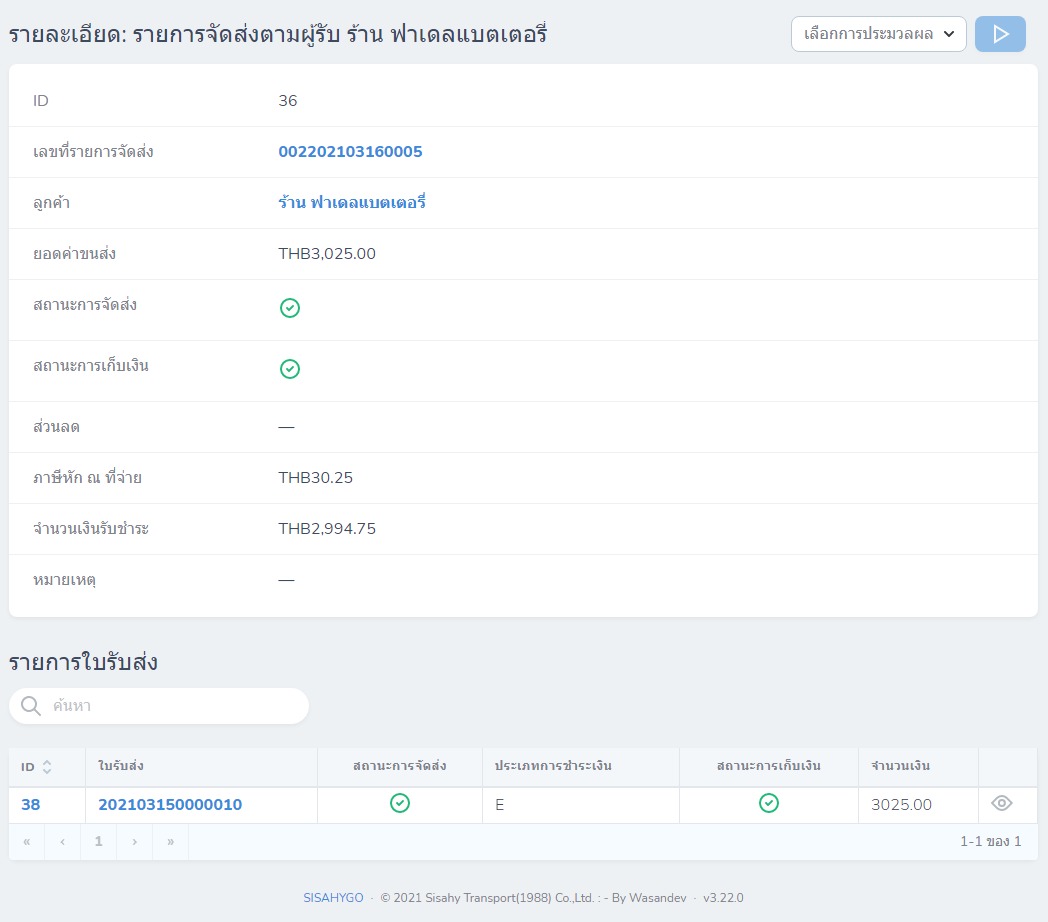 รายละเอียด: รายการจัดส่งตามผู้รับ ร้าน ฟาเดลแบตเตอรี่
เลือกการประมวลผล
ID 36
เลขที่รายการจัดส่ง 002202103160005
ลูกค้า ร้าน ฟาเดลแบตเตอรี่
ยอดค่าขนส่ง THB3,025.00
สถานะการจัดส่ง
สถานะการเก็บเงิน
ส่วนลด —
ภาษีหัก ณ ที่จ่าย THB30.25
จำนวนเงินรับชำระ THB2,994.75
หมายเหตุ —
รายการใบรับส่ง
ค้นหา
ID ใบรับส่ง สถานะการจัดส่ง ประเภทการชำระเงิน สถานะการเก็บเงิน จำนวนเงิน
38 202103150000010 E 3025.00
« ‹ 1 › » 1-1 ของ 1
SISAHYGO · © 2021 Sisahy Transport(1988) Co.,Ltd. : - By Wasandev · v3.22.0